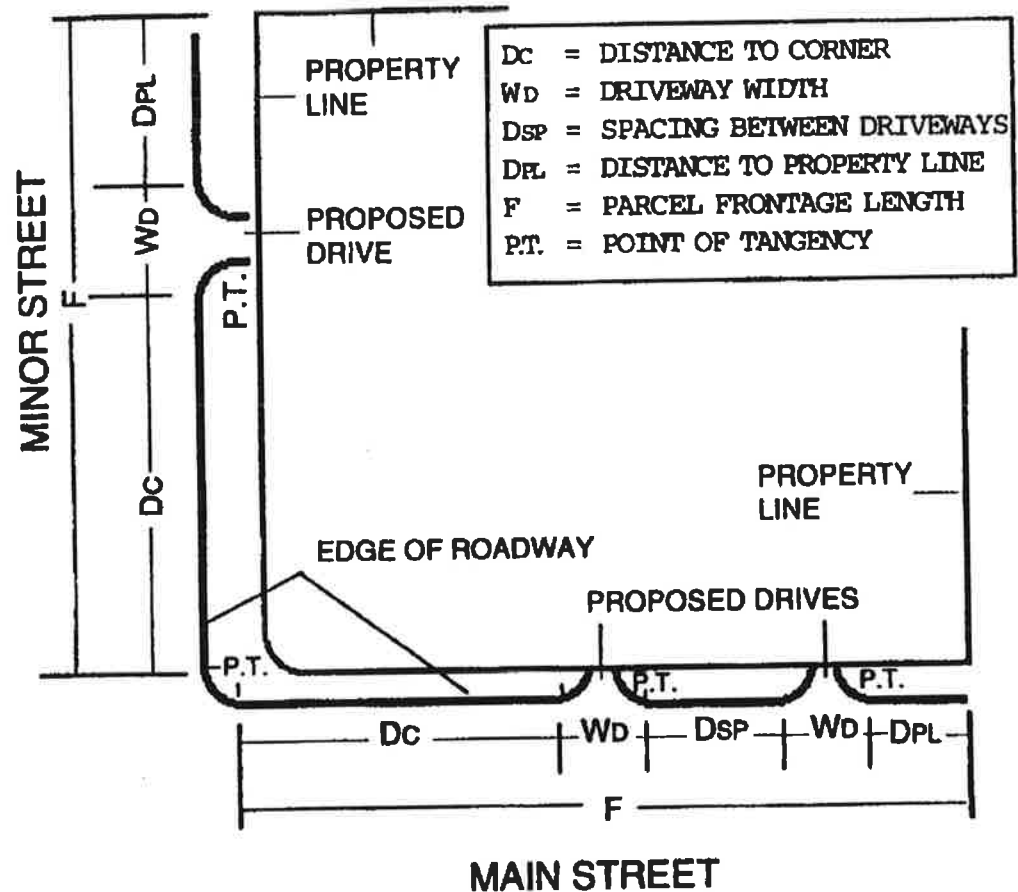 DC = DISTANCE TO CORNER
WD = DRIVEWAY WIDTH
DSP = SPACING BETWEEN DRIVEWAYS
DPL = DISTANCE TO PROPERTY LINE
F = PARCEL FRONTAGE LENGTH
P.T. = POINT OF TANGENCY
PROPERTY
LINE
DPL
MINOR STREET
WD
PROPOSED
DRIVE
F
P.T.
DC
PROPERTY
LINE
EDGE OF ROADWAY
PROPOSED DRIVES
P.T.
P.T.
P.T.
DC
WD
DSP
WD
DPL
F
MAIN STREET